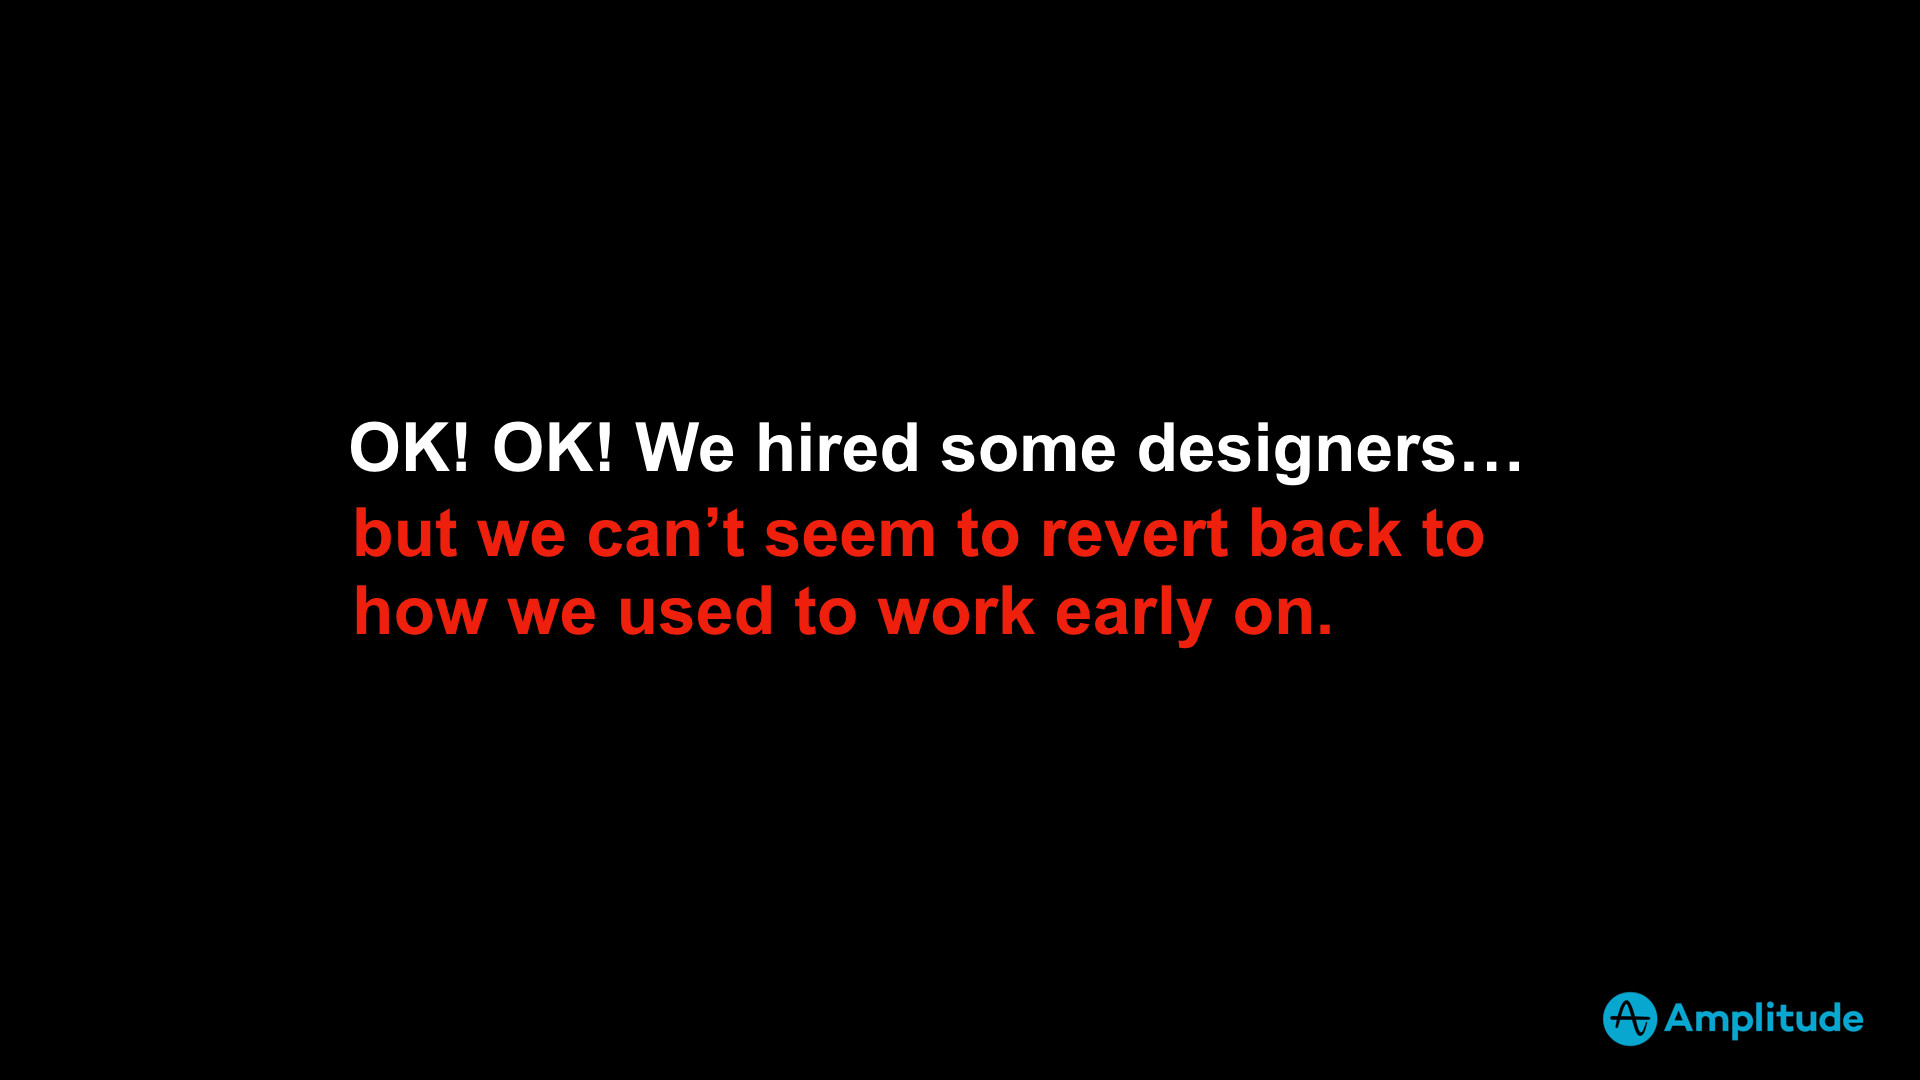 OK! OK! We hired some designers…
but we can’t seem to revert back to
how we used to work early on.
Amplitude